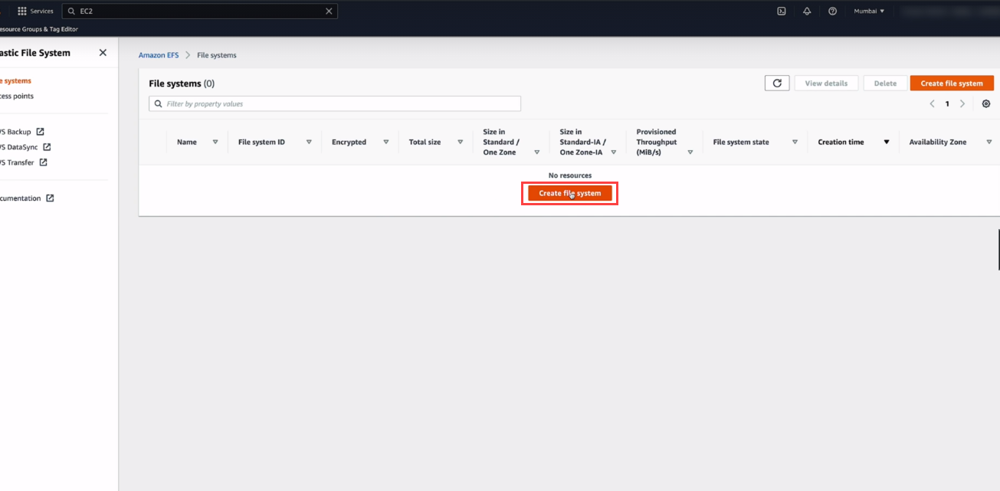 Services
EC2
Mumbai
esource Groups & Tag Editor
astic File System
e systems
cess points
/S Backup
/S DataSync
/S Transfer
cumentation
Amazon EFS
File systems
File systems (0)
View details
Delete
Create file system
Filter by property values
1
Name
File system ID
Encrypted
Total size
Size in
Standard /
One Zone
Size in
Standard-IA /
One Zone-IA
Provisioned
Throughput
(MiB/s)
File system state
Creation time
Availability Zone
No resources
Create file system